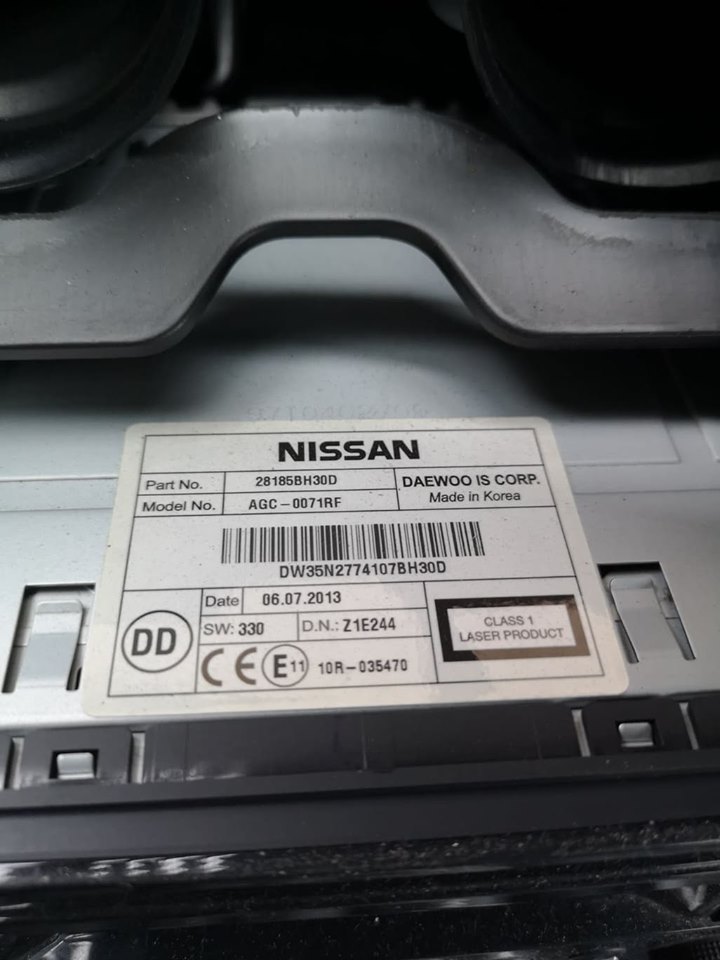 NISSAN
Part No. 28185BH30D DAEWOO IS CORP.
Model No. AGC-0071RF Made in Korea
DW35N2774107BH30D
DD
Date 06.07.2013
SW: 330 D.N.: Z1E244
CE E11 10R-035470
CLASS 1
LASER PRODUCT